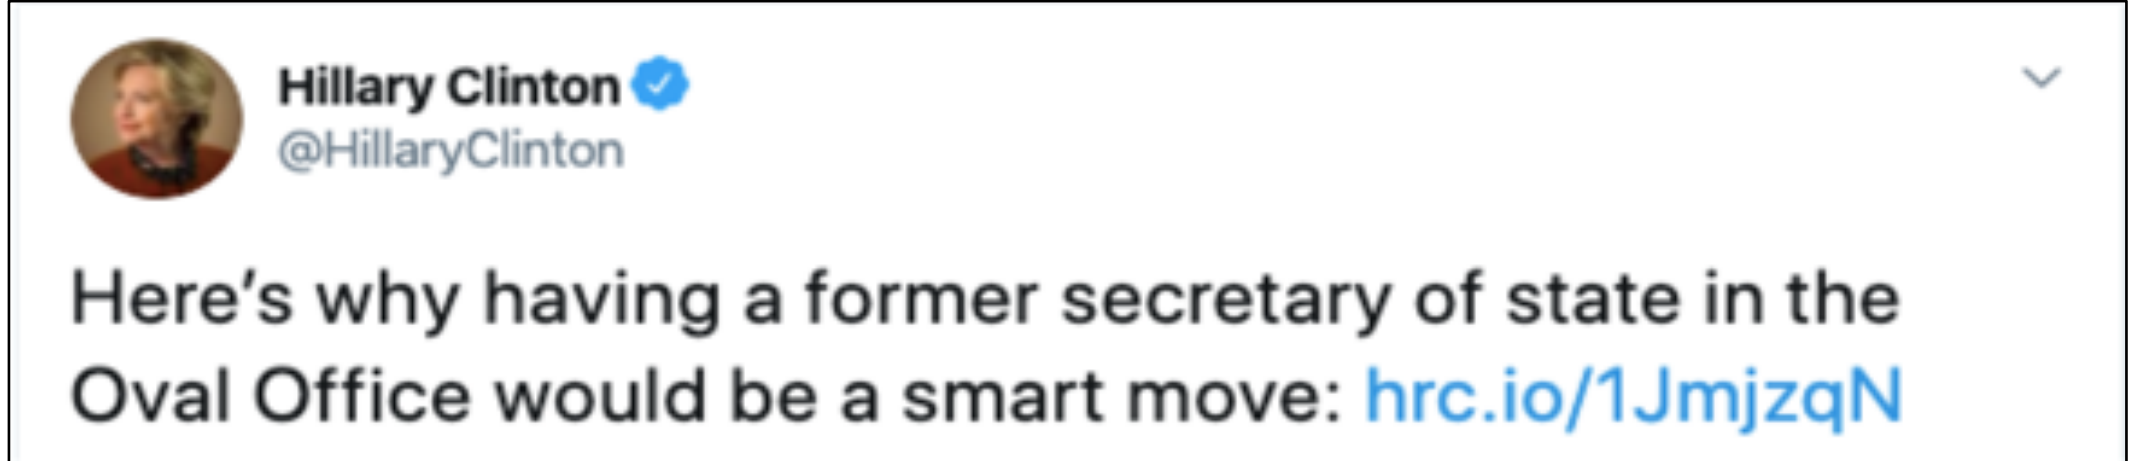 Hillary Clinton
@HillaryClinton
Here’s why having a former secretary of state in the
Oval Office would be a smart move: hrc.io/1JmjzqN